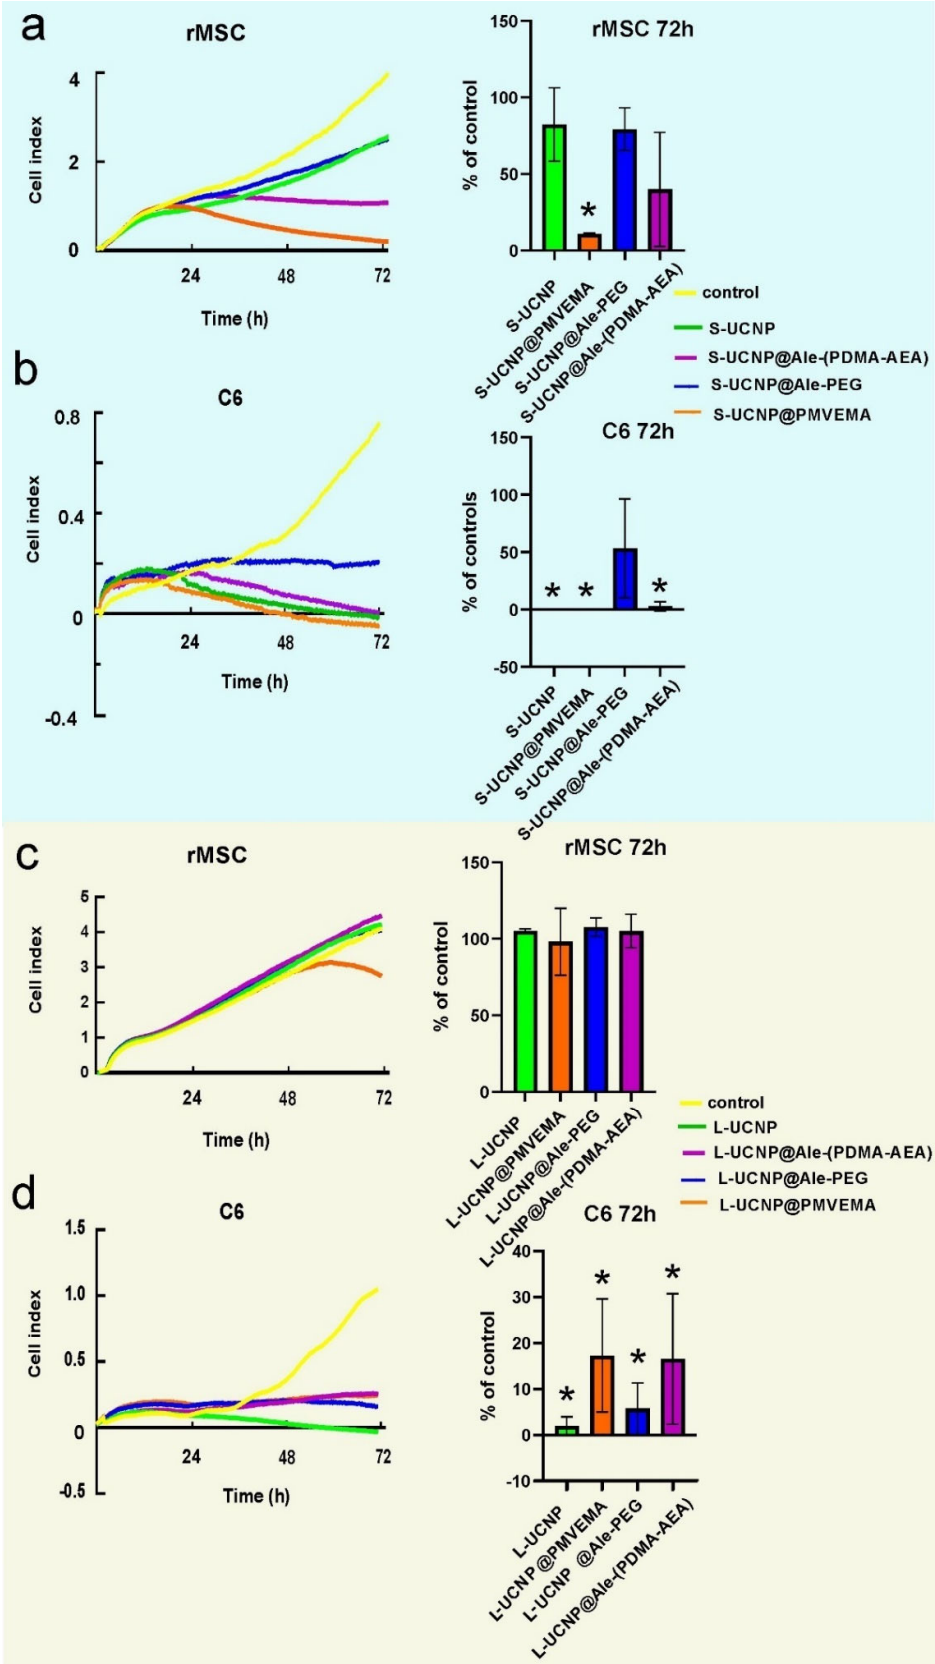 a
rMSC
4
2
0
Cell index
24
48
72
Time (h)
rMSC 72h
150
100
50
0
% of control
S-UCNP
S-UCNP@PMVEMA
S-UCNP@Ale-PEG
S-UCNP@Ale-(PDMA-AEA)
*
control
S-UCNP
S-UCNP@Ale-(PDMA-AEA)
S-UCNP@Ale-PEG
S-UCNP@PMVEMA
b
C6
0.8
0.4
0
-0.4
Cell index
24
48
72
Time (h)
C6 72h
150
100
50
0
-50
% of controls
* * *
S-UCNP
S-UCNP@PMVEMA
S-UCNP@Ale-PEG
S-UCNP@Ale-(PDMA-AEA)
c
rMSC
5
4
3
2
1
0
Cell index
24
48
72
Time (h)
rMSC 72h
150
100
50
0
% of control
L-UCNP
L-UCNP@PMVEMA
L-UCNP@Ale-PEG
L-UCNP@Ale-(PDMA-AEA)
control
L-UCNP
L-UCNP@Ale-(PDMA-AEA)
L-UCNP@Ale-PEG
L-UCNP@PMVEMA
d
C6
1.5
1.0
0.5
0
-0.5
Cell index
24
48
72
Time (h)
C6 72h
40
30
20
10
0
-10
% of control
* * * *
L-UCNP
L-UCNP @PMVEMA
L-UCNP @Ale-PEG
L-UCNP@Ale-(PDMA-AEA)